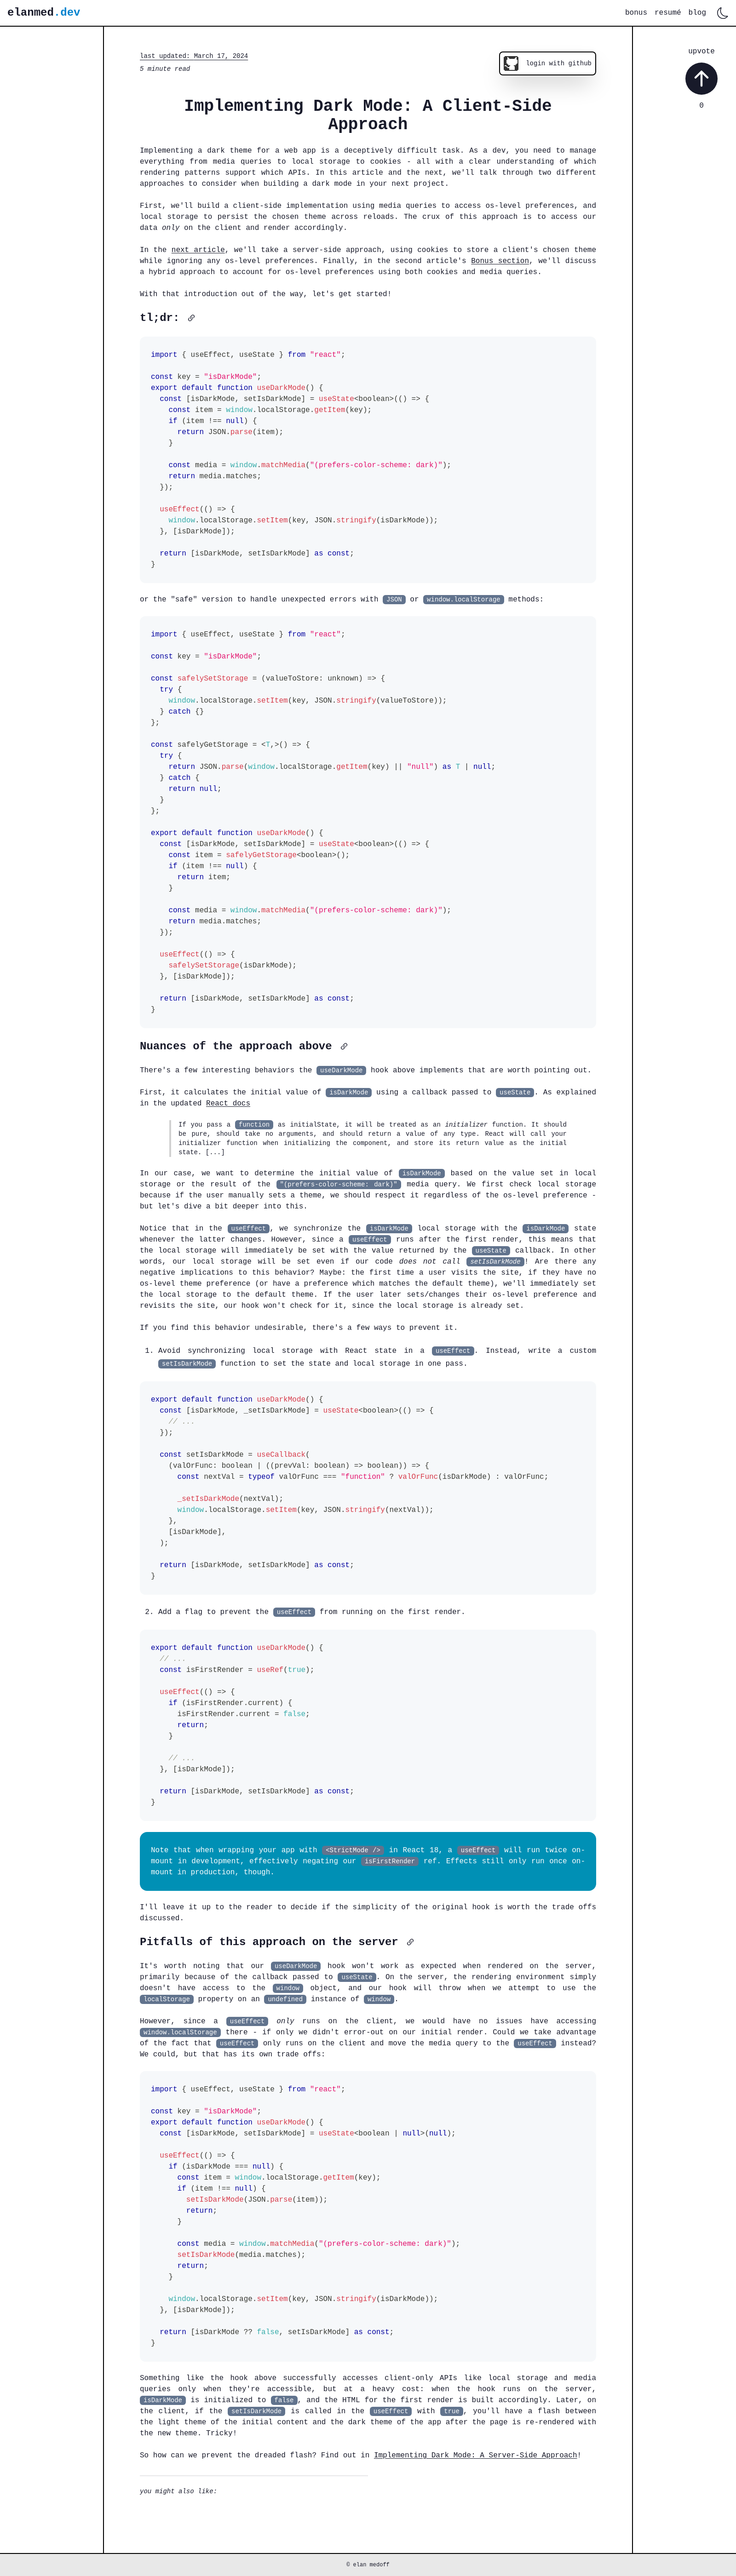 elanmed.dev
bonus resumé blog
upvote
0
last updated: March 17, 2024
5 minute read
login with github
Implementing Dark Mode: A Client-Side
Approach
Implementing a dark theme for a web app is a deceptively difficult task. As a dev, you need to manage
everything from media queries to local storage to cookies - all with a clear understanding of which
rendering patterns support which APIs. In this article and the next, we'll talk through two different
approaches to consider when building a dark mode in your next project.
First, we'll build a client-side implementation using media queries to access os-level preferences, and
local storage to persist the chosen theme across reloads. The crux of this approach is to access our
data only on the client and render accordingly.
In the next article, we'll take a server-side approach, using cookies to store a client's chosen theme
while ignoring any os-level preferences. Finally, in the second article's Bonus section, we'll discuss
a hybrid approach to account for os-level preferences using both cookies and media queries.
With that introduction out of the way, let's get started!
tl;dr:
import { useEffect, useState } from "react";
const key = "isDarkMode";
export default function useDarkMode() {
  const [isDarkMode, setIsDarkMode] = useState<boolean>(() => {
    const item = window.localStorage.getItem(key);
    if (item !== null) {
      return JSON.parse(item);
    }
    const media = window.matchMedia("(prefers-color-scheme: dark)");
    return media.matches;
  });
  useEffect(() => {
    window.localStorage.setItem(key, JSON.stringify(isDarkMode));
  }, [isDarkMode]);
  return [isDarkMode, setIsDarkMode] as const;
}
or the "safe" version to handle unexpected errors with JSON or window.localStorage methods:
import { useEffect, useState } from "react";
const key = "isDarkMode";
const safelySetStorage = (valueToStore: unknown) => {
  try {
    window.localStorage.setItem(key, JSON.stringify(valueToStore));
  } catch {}
};
const safelyGetStorage = <T,>() => {
  try {
    return JSON.parse(window.localStorage.getItem(key) || "null") as T | null;
  } catch {
    return null;
  }
};
export default function useDarkMode() {
  const [isDarkMode, setIsDarkMode] = useState<boolean>(() => {
    const item = safelyGetStorage<boolean>();
    if (item !== null) {
      return item;
    }
    const media = window.matchMedia("(prefers-color-scheme: dark)");
    return media.matches;
  });
  useEffect(() => {
    safelySetStorage(isDarkMode);
  }, [isDarkMode]);
  return [isDarkMode, setIsDarkMode] as const;
}
Nuances of the approach above
There's a few interesting behaviors the useDarkMode hook above implements that are worth pointing out.
First, it calculates the initial value of isDarkMode using a callback passed to useState. As explained
in the updated React docs
If you pass a function as initialState, it will be treated as an initializer function. It should
be pure, should take no arguments, and should return a value of any type. React will call your
initializer function when initializing the component, and store its return value as the initial
state. [...]
In our case, we want to determine the initial value of isDarkMode based on the value set in local
storage or the result of the "(prefers-color-scheme: dark)" media query. We first check local storage
because if the user manually sets a theme, we should respect it regardless of the os-level preference -
but let's dive a bit deeper into this.
Notice that in the useEffect, we synchronize the isDarkMode local storage with the isDarkMode state
whenever the latter changes. However, since a useEffect runs after the first render, this means that
the local storage will immediately be set with the value returned by the useState callback. In other
words, our local storage will be set even if our code does not call setIsDarkMode! Are there any
negative implications to this behavior? Maybe: the first time a user visits the site, if they have no
os-level theme preference (or have a preference which matches the default theme), we'll immediately set
the local storage to the default theme. If the user later sets/changes their os-level preference and
revisits the site, our hook won't check for it, since the local storage is already set.
If you find this behavior undesirable, there's a few ways to prevent it.
1. Avoid synchronizing local storage with React state in a useEffect. Instead, write a custom
setIsDarkMode function to set the state and local storage in one pass.
export default function useDarkMode() {
  const [isDarkMode, _setIsDarkMode] = useState<boolean>(() => {
    // ...
  });
  const setIsDarkMode = useCallback(
    (valOrFunc: boolean | ((prevVal: boolean) => boolean)) => {
      const nextVal = typeof valOrFunc === "function" ? valOrFunc(isDarkMode) : valOrFunc;
      _setIsDarkMode(nextVal);
      window.localStorage.setItem(key, JSON.stringify(nextVal));
    },
    [isDarkMode],
  );
  return [isDarkMode, setIsDarkMode] as const;
}
2. Add a flag to prevent the useEffect from running on the first render.
export default function useDarkMode() {
  // ...
  const isFirstRender = useRef(true);
  useEffect(() => {
    if (isFirstRender.current) {
      isFirstRender.current = false;
      return;
    }
    // ...
  }, [isDarkMode]);
  return [isDarkMode, setIsDarkMode] as const;
}
Note that when wrapping your app with <StrictMode /> in React 18, a useEffect will run twice on-
mount in development, effectively negating our isFirstRender ref. Effects still only run once on-
mount in production, though.
I'll leave it up to the reader to decide if the simplicity of the original hook is worth the trade offs
discussed.
Pitfalls of this approach on the server
It's worth noting that our useDarkMode hook won't work as expected when rendered on the server,
primarily because of the callback passed to useState. On the server, the rendering environment simply
doesn't have access to the window object, and our hook will throw when we attempt to use the
localStorage property on an undefined instance of window.
However, since a useEffect only runs on the client, we would have no issues have accessing
window.localStorage there - if only we didn't error-out on our initial render. Could we take advantage
of the fact that useEffect only runs on the client and move the media query to the useEffect instead?
We could, but that has its own trade offs:
import { useEffect, useState } from "react";
const key = "isDarkMode";
export default function useDarkMode() {
  const [isDarkMode, setIsDarkMode] = useState<boolean | null>(null);
  useEffect(() => {
    if (isDarkMode === null) {
      const item = window.localStorage.getItem(key);
      if (item !== null) {
        setIsDarkMode(JSON.parse(item));
        return;
      }
      const media = window.matchMedia("(prefers-color-scheme: dark)");
      setIsDarkMode(media.matches);
      return;
    }
    window.localStorage.setItem(key, JSON.stringify(isDarkMode));
  }, [isDarkMode]);
  return [isDarkMode ?? false, setIsDarkMode] as const;
}
Something like the hook above successfully accesses client-only APIs like local storage and media
queries only when they're accessible, but at a heavy cost: when the hook runs on the server,
isDarkMode is initialized to false, and the HTML for the first render is built accordingly. Later, on
the client, if the setIsDarkMode is called in the useEffect with true, you'll have a flash between
the light theme of the initial content and the dark theme of the app after the page is re-rendered with
the new theme. Tricky!
So how can we prevent the dreaded flash? Find out in Implementing Dark Mode: A Server-Side Approach!
you might also like:
© elan medoff